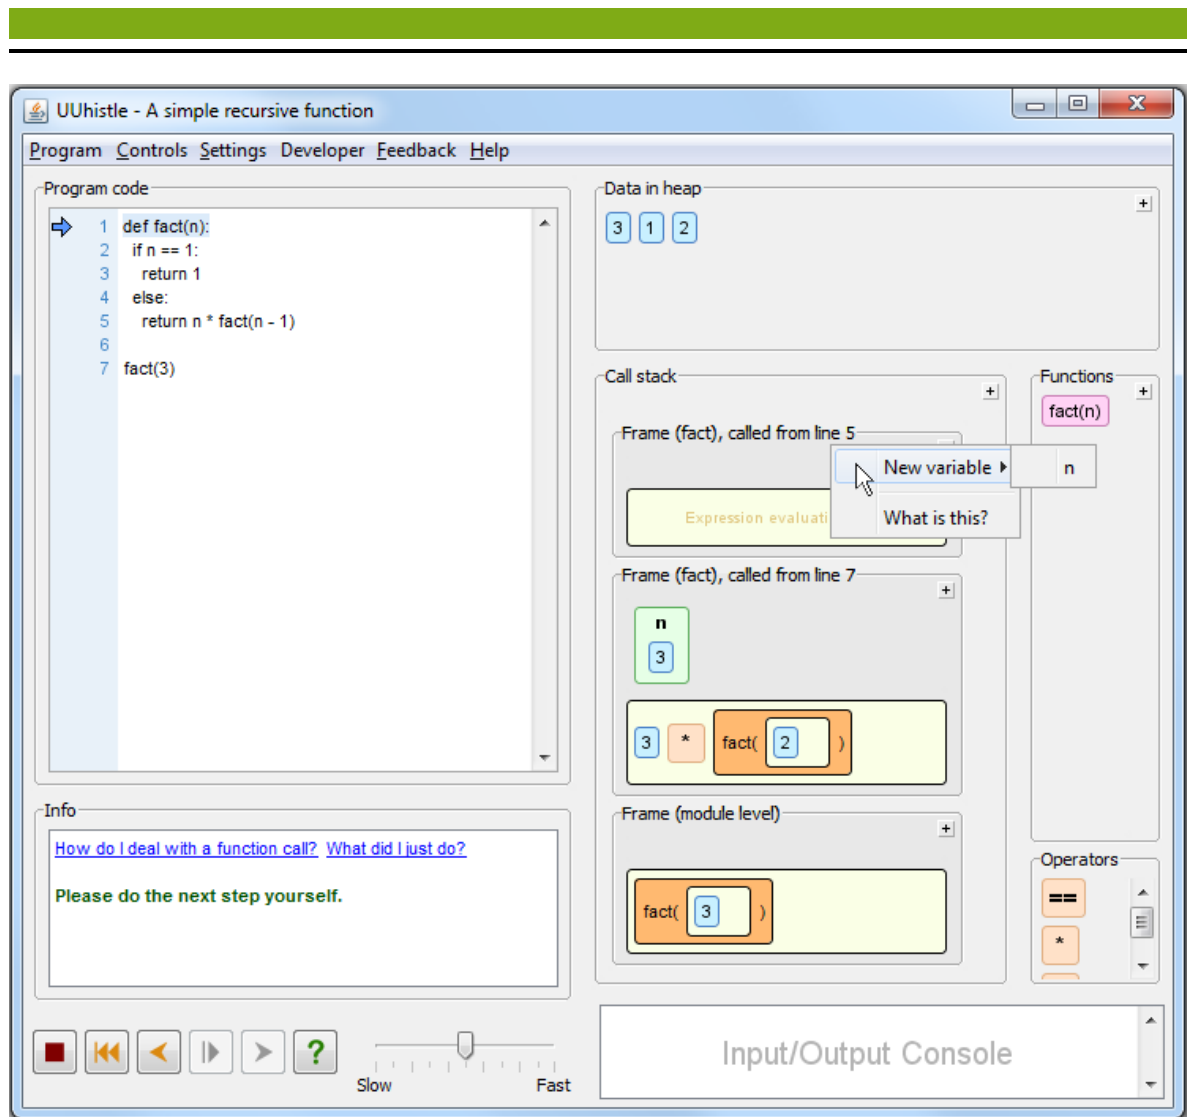 UUhistle - A simple recursive function
Program Controls Settings Developer Feedback Help
Program code
1 def fact(n):
2 if n == 1:
3 return 1
4 else:
5 return n * fact(n - 1)
6
7 fact(3)
Info
How do I deal with a function call? What did I just do?
Please do the next step yourself.
Slow Fast
Data in heap
+
3 1 2
Call stack
+
Frame (fact), called from line 5
New variable n
What is this?
Expression evaluati
Frame (fact), called from line 7
+
n
3
3 * fact( 2 )
Frame (module level)
+
fact( 3 )
Functions
+
fact(n)
Operators
==
*
Input/Output Console
?